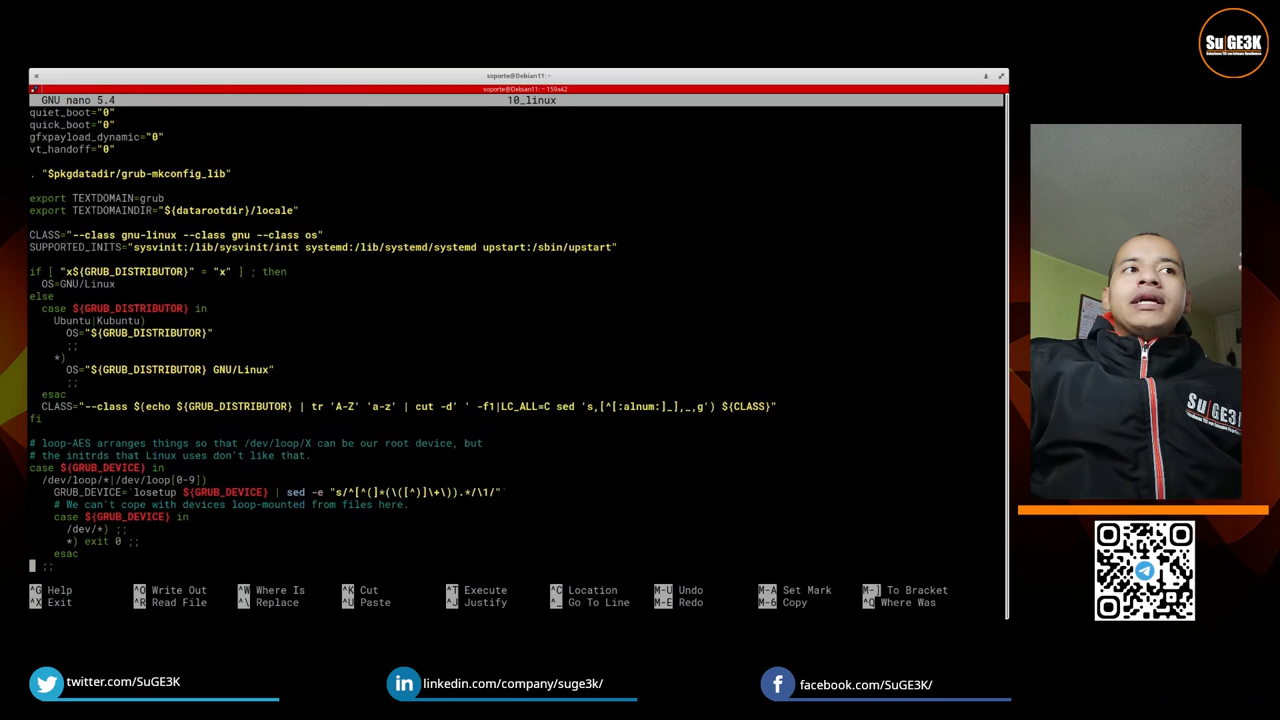 Su GE3K
soporte@Debian11: ~
soporte@Debian11: ~ 159x42
GNU nano 5.4 10_linux
quiet_boot="0"
quick_boot="0"
gfxpayload_dynamic="0"
vt_handoff="0"
. "$pkgdatadir/grub-mkconfig_lib"
export TEXTDOMAIN=grub
export TEXTDOMAINDIR="${datarootdir}/locale"
CLASS="--class gnu-linux --class gnu --class os"
SUPPORTED_INITS="sysvinit:/lib/sysvinit/init systemd:/lib/systemd/systemd upstart:/sbin/upstart"
if [ "x${GRUB_DISTRIBUTOR}" = "x" ] ; then
OS=GNU/Linux
else
case ${GRUB_DISTRIBUTOR} in
Ubuntu|Kubuntu)
OS="${GRUB_DISTRIBUTOR}"
;;
*)
OS="${GRUB_DISTRIBUTOR} GNU/Linux"
;;
esac
CLASS="--class $(echo ${GRUB_DISTRIBUTOR} | tr 'A-Z' 'a-z' | cut -d' ' -f1|LC_ALL=C sed 's,[^[:alnum:]_],_,g') ${CLASS}"
fi
# loop-AES arranges things so that /dev/loop/X can be our root device, but
# the initrds that Linux uses don't like that.
case ${GRUB_DEVICE} in
/dev/loop/*|/dev/loop[0-9])
GRUB_DEVICE=`losetup ${GRUB_DEVICE} | sed -e "s/^[^(]*(\([^)]\+\)).*/\1/"`
# We can't cope with devices loop-mounted from files here.
case ${GRUB_DEVICE} in
/dev/*) ;;
*) exit 0 ;;
esac
;;
^G Help ^O Write Out ^W Where Is ^K Cut ^T Execute ^C Location M-U Undo M-A Set Mark M-] To Bracket
^X Exit ^R Read File ^\ Replace ^U Paste ^J Justify ^_ Go To Line M-E Redo M-6 Copy ^Q Where Was
SuGE3K
twitter.com/SuGE3K
linkedin.com/company/suge3k/
facebook.com/SuGE3K/